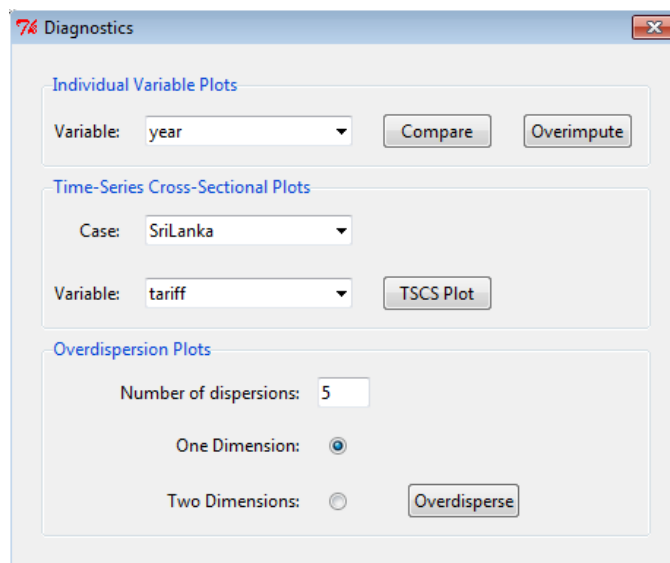 Diagnostics
Individual Variable Plots
Variable: year Compare Overimpute
Time-Series Cross-Sectional Plots
Case: SriLanka
Variable: tariff TSCS Plot
Overdispersion Plots
Number of dispersions: 5
One Dimension:
Two Dimensions: Overdisperse